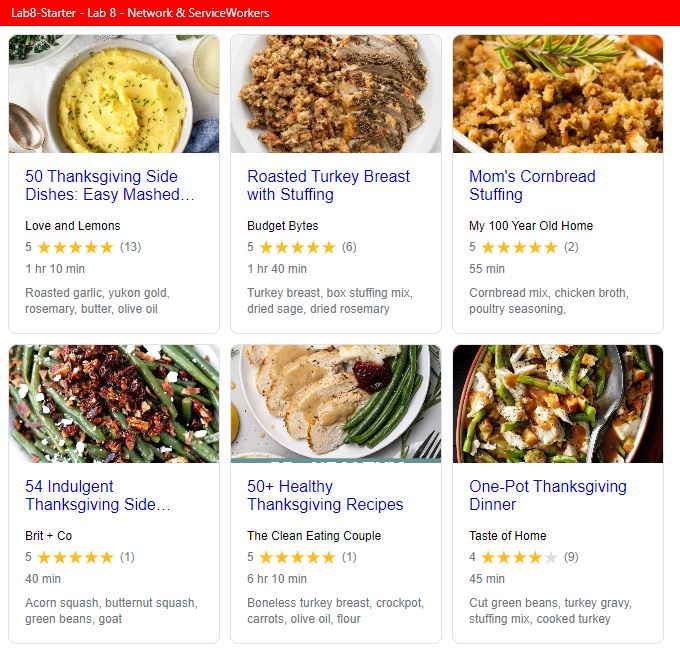 Lab8-Starter - Lab 8 - Network & ServiceWorkers
50 Thanksgiving Side
Dishes: Easy Mashed…
Love and Lemons
5 (13)
1 hr 10 min
Roasted garlic, yukon gold,
rosemary, butter, olive oil
Roasted Turkey Breast
with Stuffing
Budget Bytes
5 (6)
1 hr 40 min
Turkey breast, box stuffing mix,
dried sage, dried rosemary
Mom's Cornbread
Stuffing
My 100 Year Old Home
5 (2)
55 min
Cornbread mix, chicken broth,
poultry seasoning,
54 Indulgent
Thanksgiving Side…
Brit + Co
5 (1)
40 min
Acorn squash, butternut squash,
green beans, goat
50+ Healthy
Thanksgiving Recipes
The Clean Eating Couple
5 (1)
6 hr 10 min
Boneless turkey breast, crockpot,
carrots, olive oil, flour
One-Pot Thanksgiving
Dinner
Taste of Home
4 (9)
45 min
Cut green beans, turkey gravy,
stuffing mix, cooked turkey